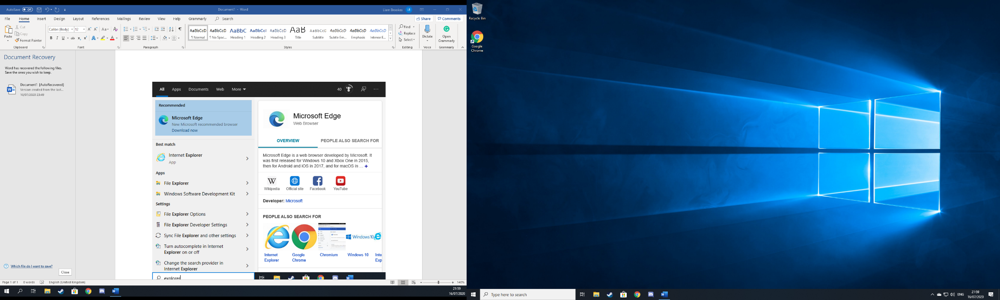 AutoSave Off
Document1 - Word
Liam Brookes LB
File Home Insert Design Layout References Mailings Review View Help Grammarly Search
Share Comments
Paste
Cut
Copy
Format Painter
Clipboard
Calibri (Body) 12
Font
Paragraph
AaBbCcD AaBbCcD AaBbC AaBbCcI AaBbCcD AaB AaBbCcD AaBbCcD AaBbCcD AaBbCcD
¶ Normal ¶ No Spac... Heading 1 Heading 2 Heading 3 Title Subtitle Subtle Em... Emphasis Intense E...
Styles
Find
Replace
Select
Editing
Dictate
Voice
Open
Grammarly
Grammarly
Document Recovery
Word has recovered the following files.
Save the ones you wish to keep.
Document1 [AutoRecovered]
Version created from the last...
10/07/2020 23:49
Which file do I want to save?
Close
All Apps Documents Web More
40
Recommended
Microsoft Edge
New Microsoft recommended browser
Download now
Best match
Internet Explorer
App
Apps
File Explorer
Windows Software Development Kit
Settings
File Explorer Options
File Explorer Developer Settings
Sync File Explorer and other settings
Turn autocomplete in Internet
Explorer on or off
Change the search provider in
Internet Explorer
explorer
Microsoft Edge
Web Browser
OVERVIEW PEOPLE ALSO SEARCH FOR
Microsoft Edge is a web browser developed by Microsoft. It
was first released for Windows 10 and Xbox One in 2015,
then for Android and iOS in 2017, and for macOS in ... +
Wikipedia Official site Facebook YouTube
Developer: Microsoft
PEOPLE ALSO SEARCH FOR
Windows 10
Internet
Explorer
Google
Chrome
Chromium
Windows 10
Inte
Exp
Page 1 of 1 0 words English (United Kingdom)
140%
21:59
16/07/2020
Recycle Bin
Google
Chrome
Type here to search
ENG
21:59
16/07/2020